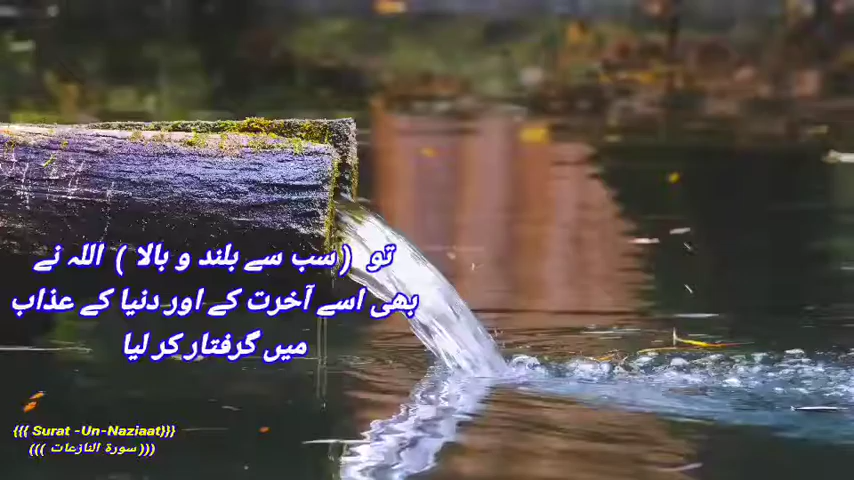 تو ( سب سے بلند و بالا ) اللہ نے
بھی اسے آخرت کے اور دنیا کے عذاب
میں گرفتار کر لیا
{{{ Surat -Un-Naziaat}}}
((( سورة النازعات )))